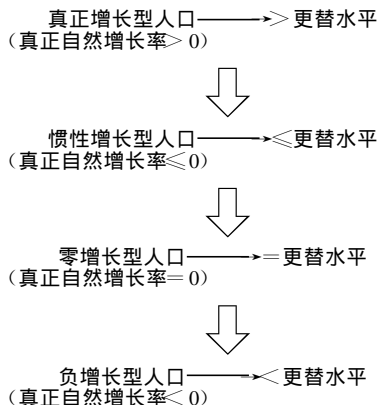 真正增长型人口→>更替水平
(真正自然增长率>0)
惯性增长型人口→≤更替水平
(真正自然增长率≤0)
零增长型人口→=更替水平
(真正自然增长率=0)
负增长型人口→<更替水平
(真正自然增长率<0)